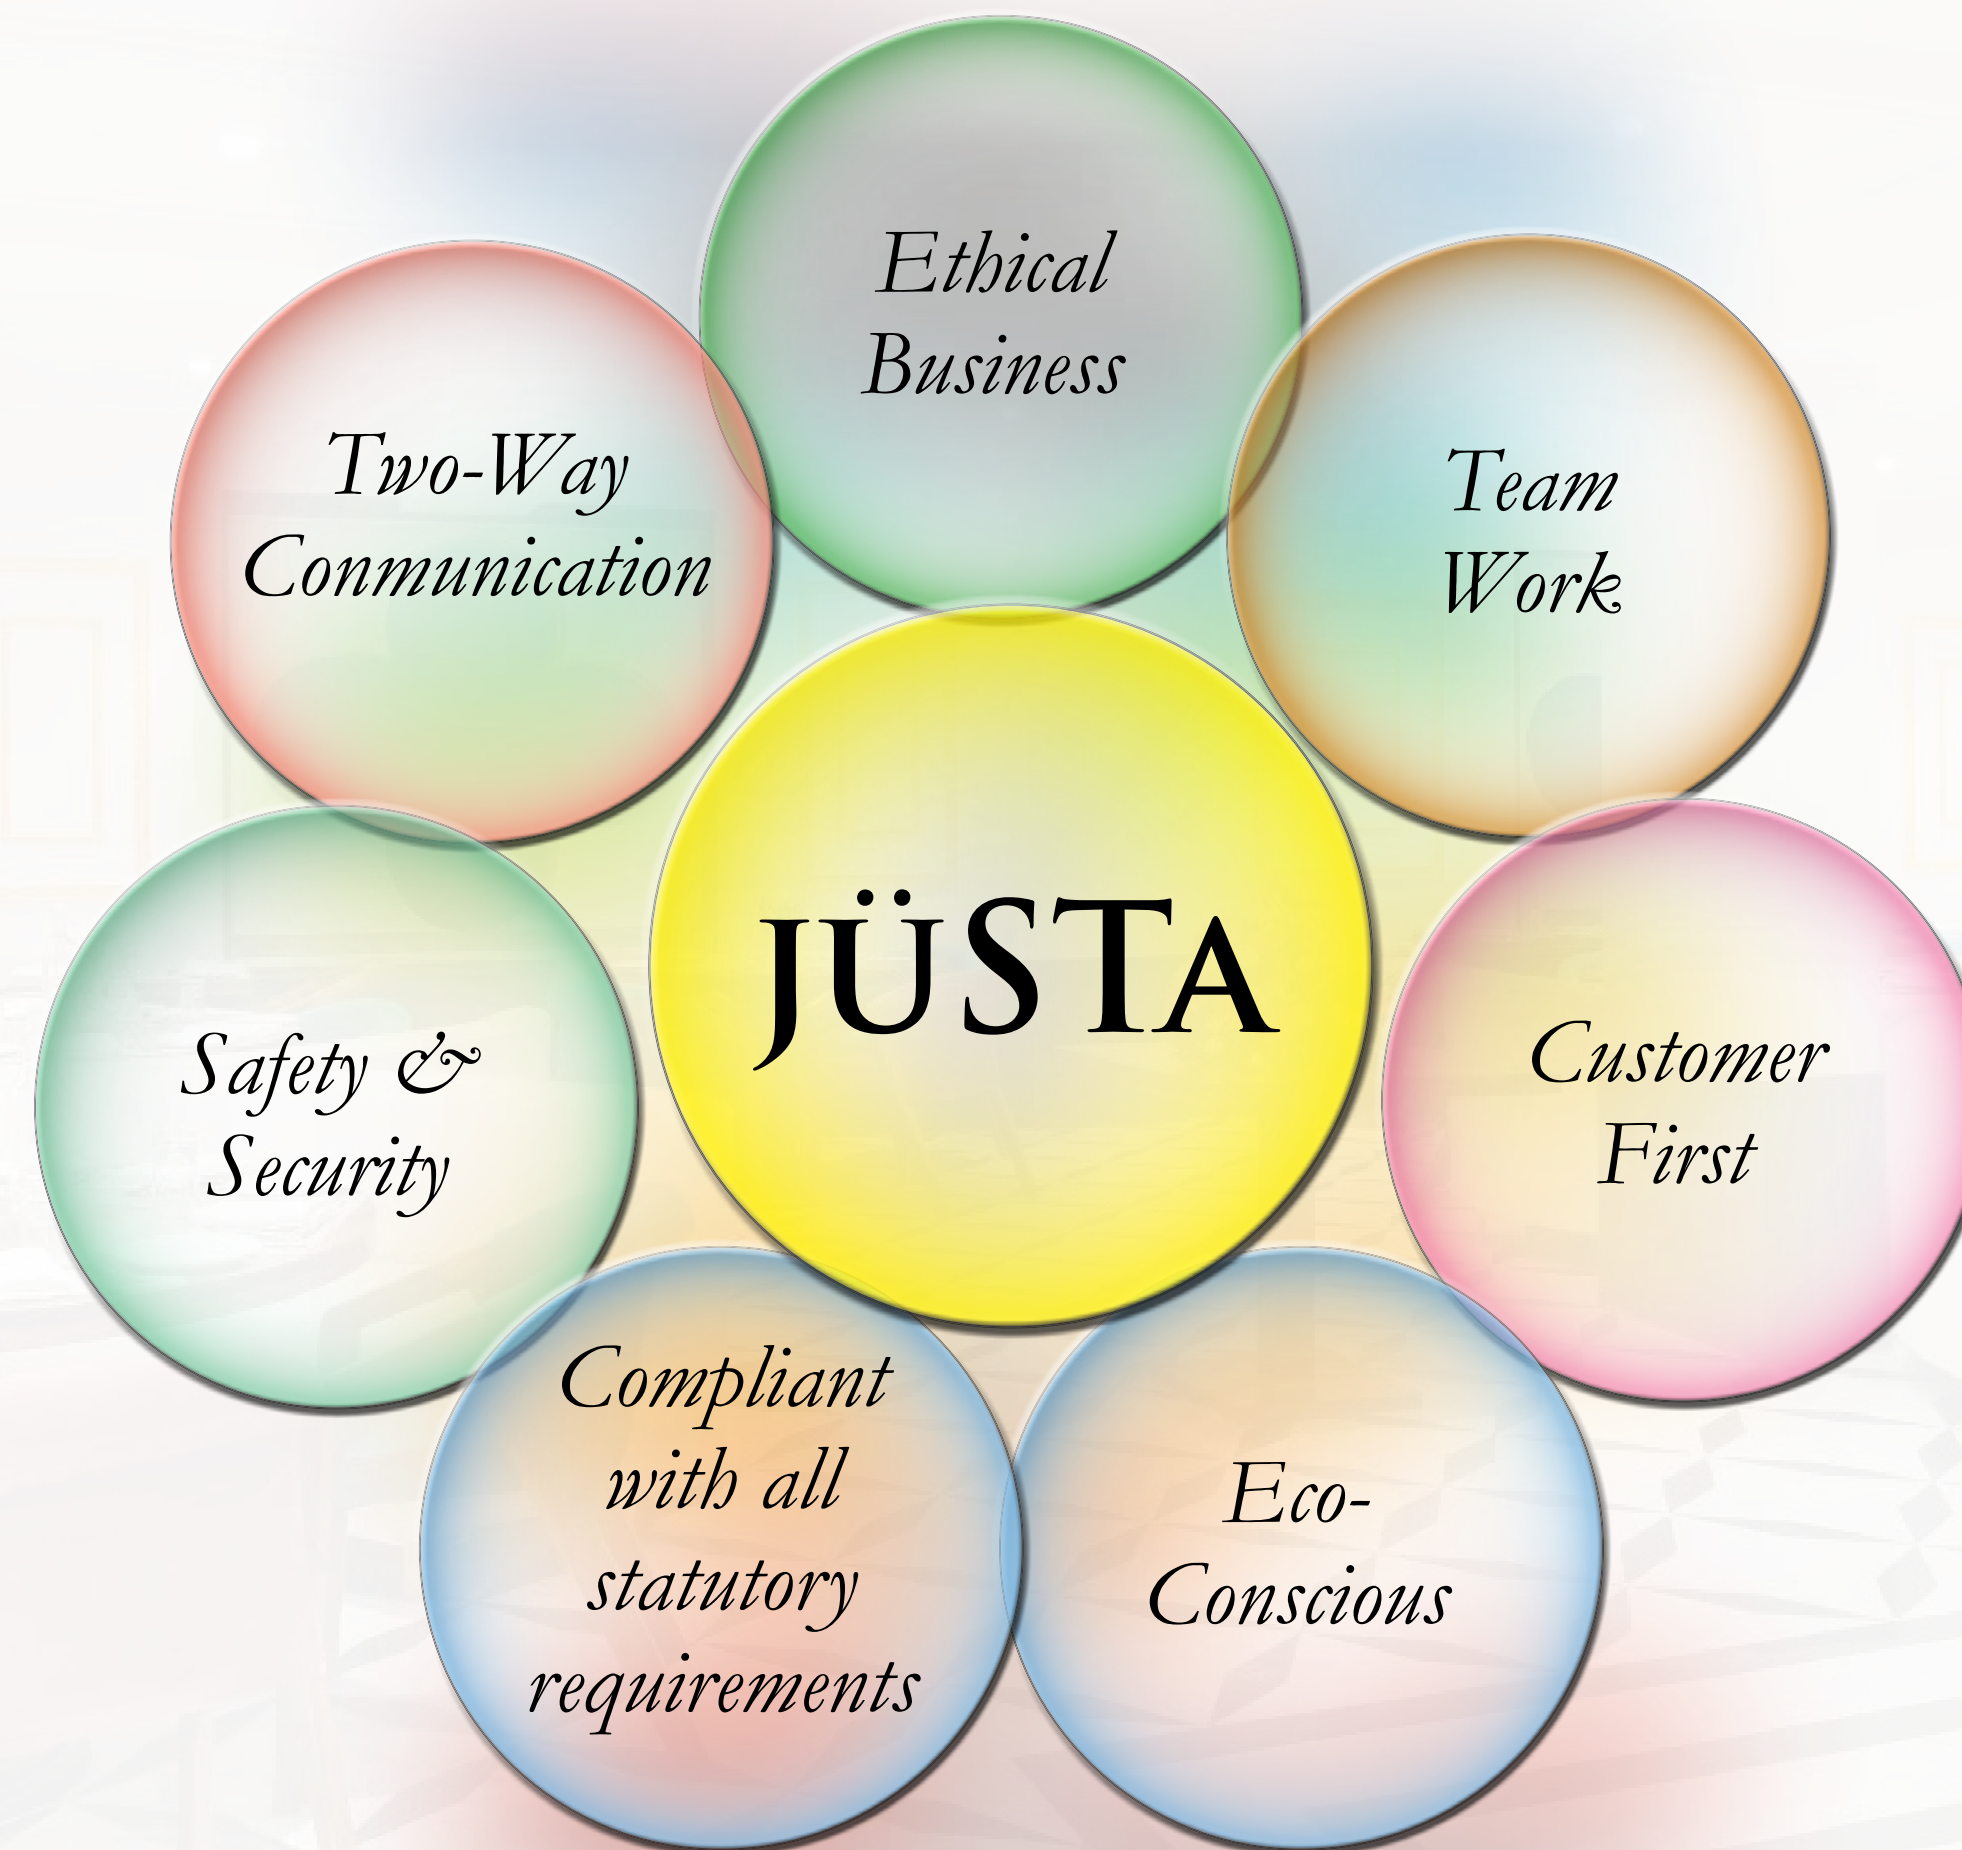 Ethical
Business
Two-Way
Conmunication
Team
Work
JÜSTA
Safety &
Security
Customer
First
Compliant
with all
statutory
requirements
Eco-
Conscious